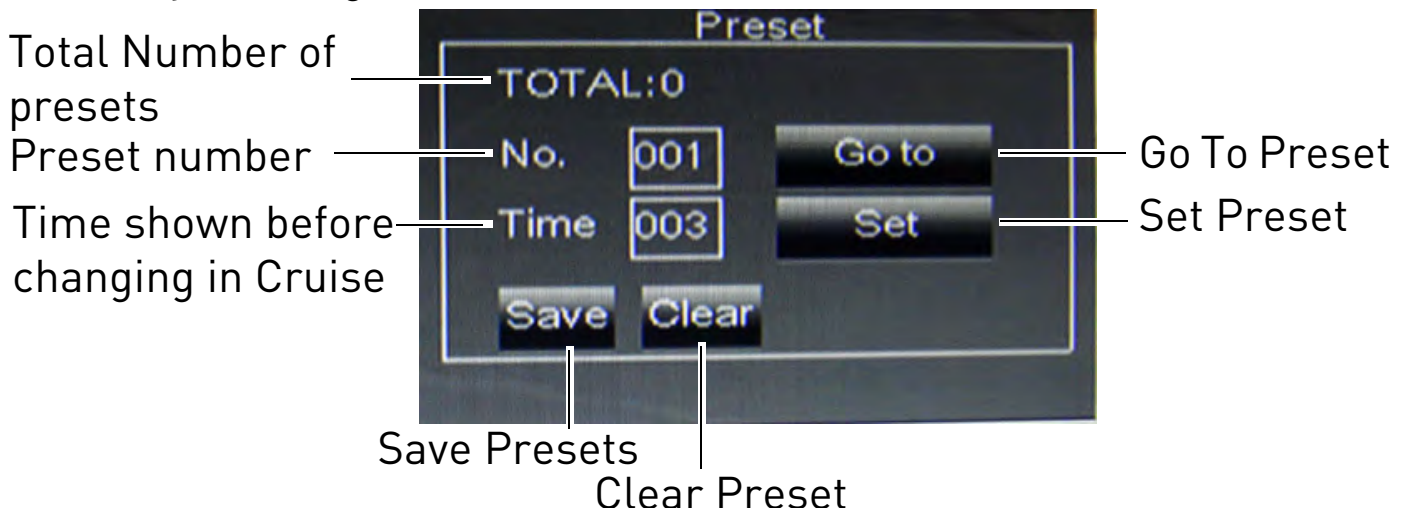 Preset
Total Number of
presets
TOTAL:0
Preset number
No. 001 Go to
Go To Preset
Time shown before
changing in Cruise
Time 003 Set
Set Preset
Save Clear
Save Presets
Clear Preset